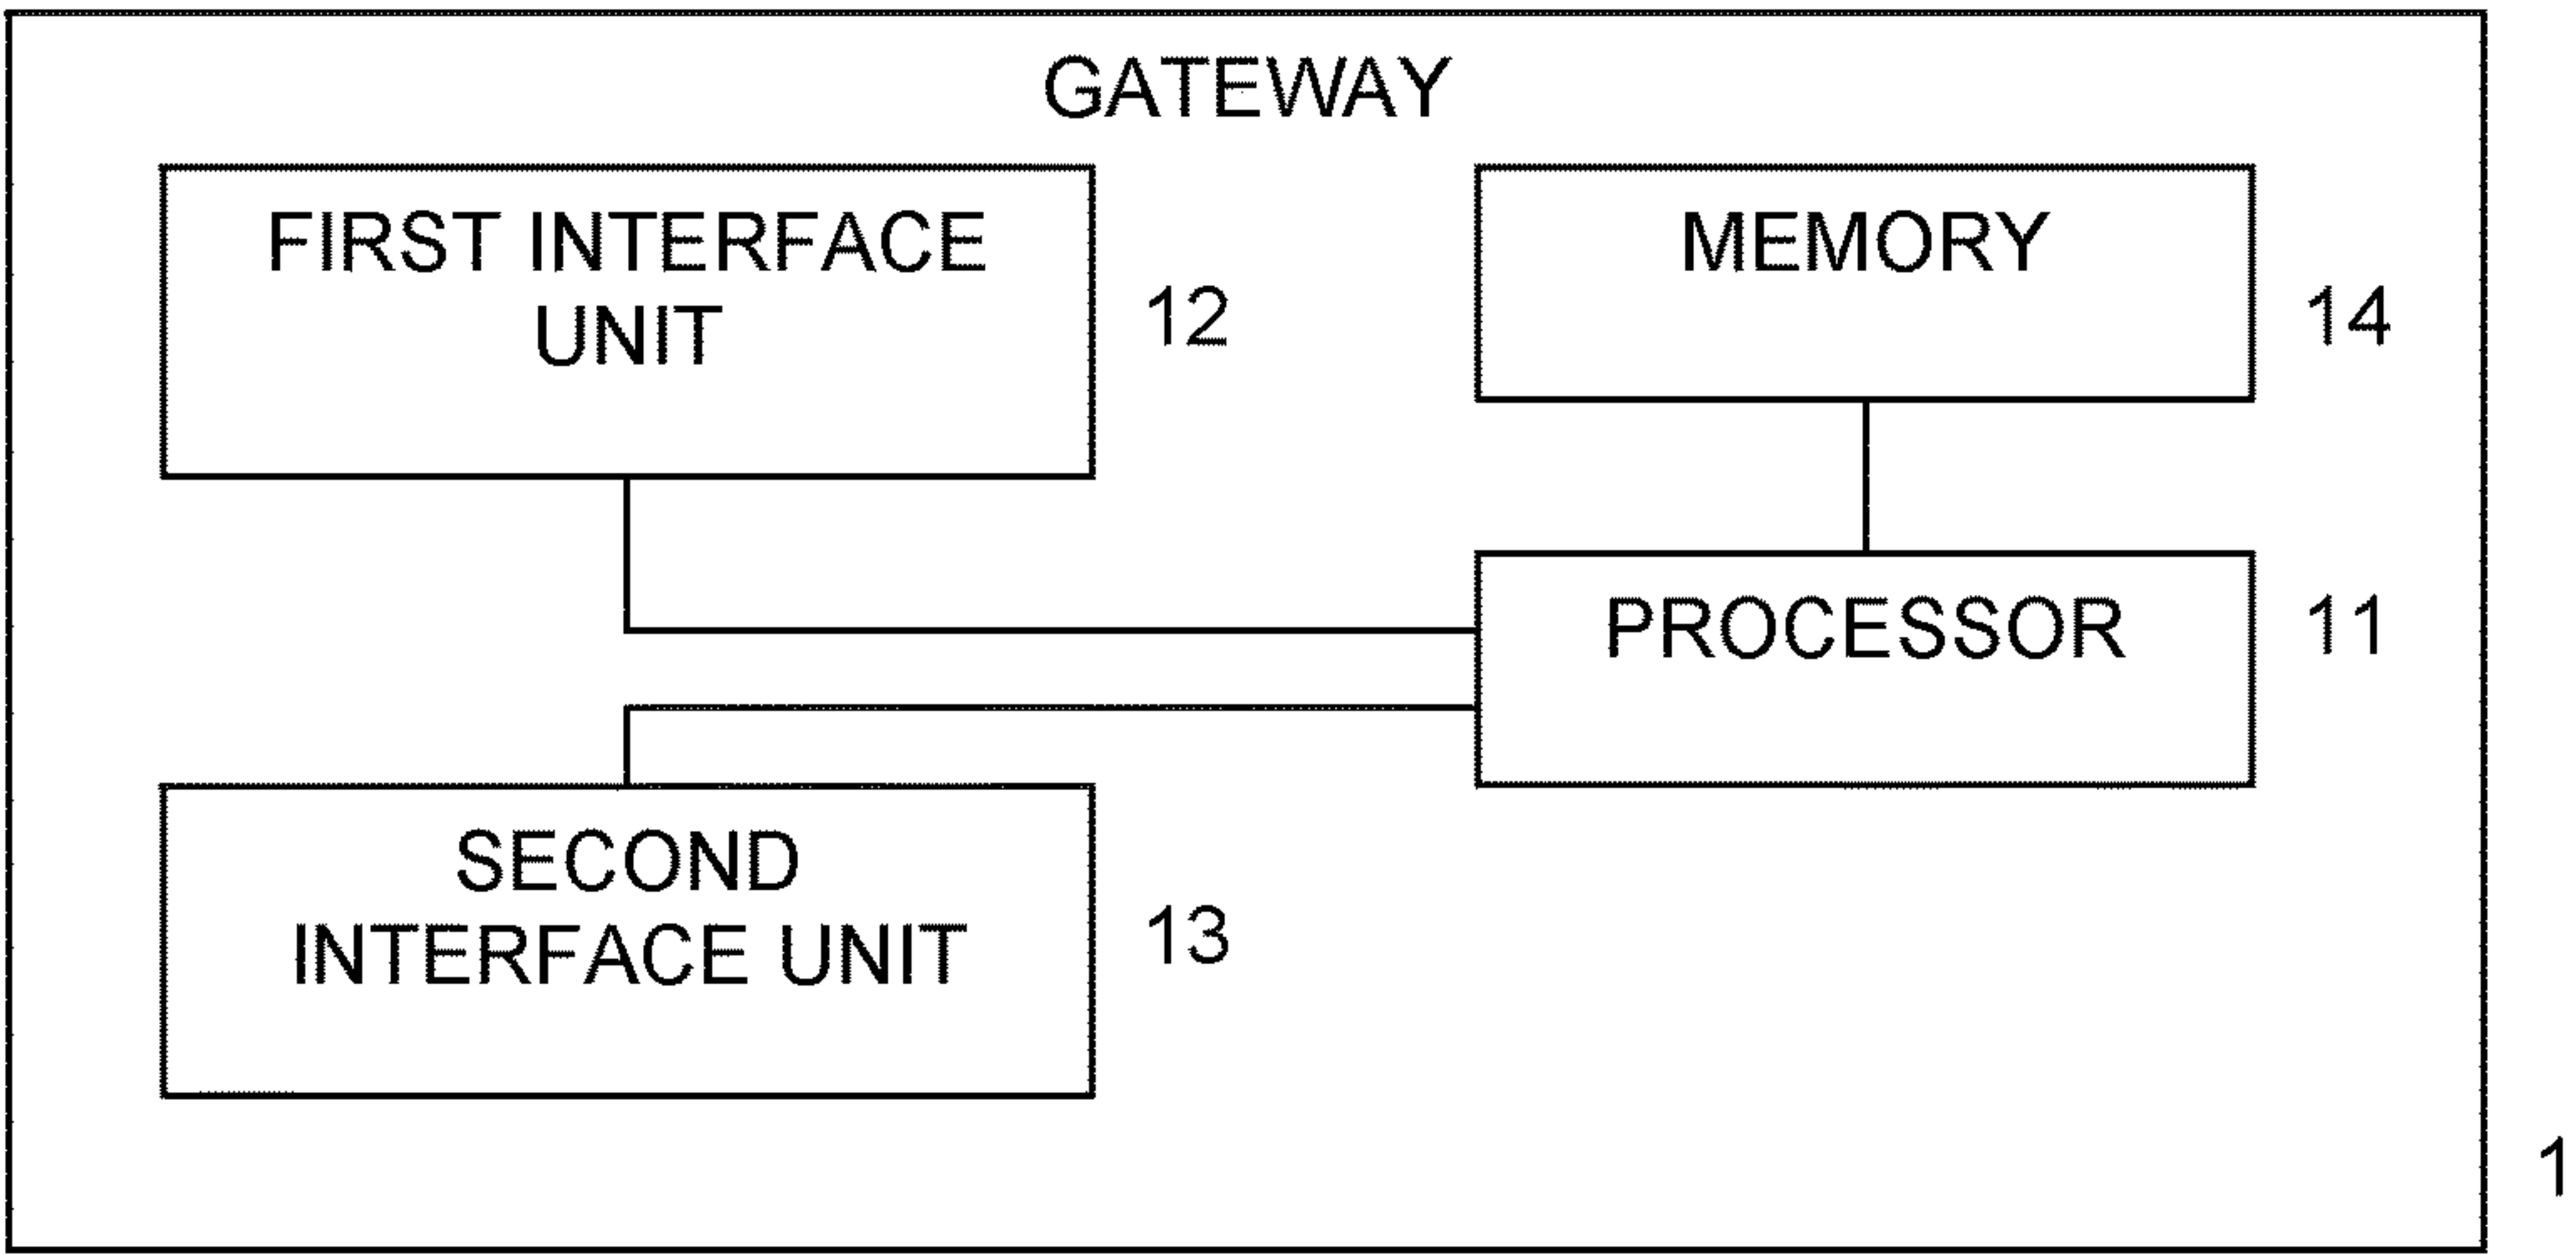 GATEWAY
FIRST INTERFACE
UNIT
12
MEMORY
14
PROCESSOR
11
SECOND
INTERFACE UNIT
13
1